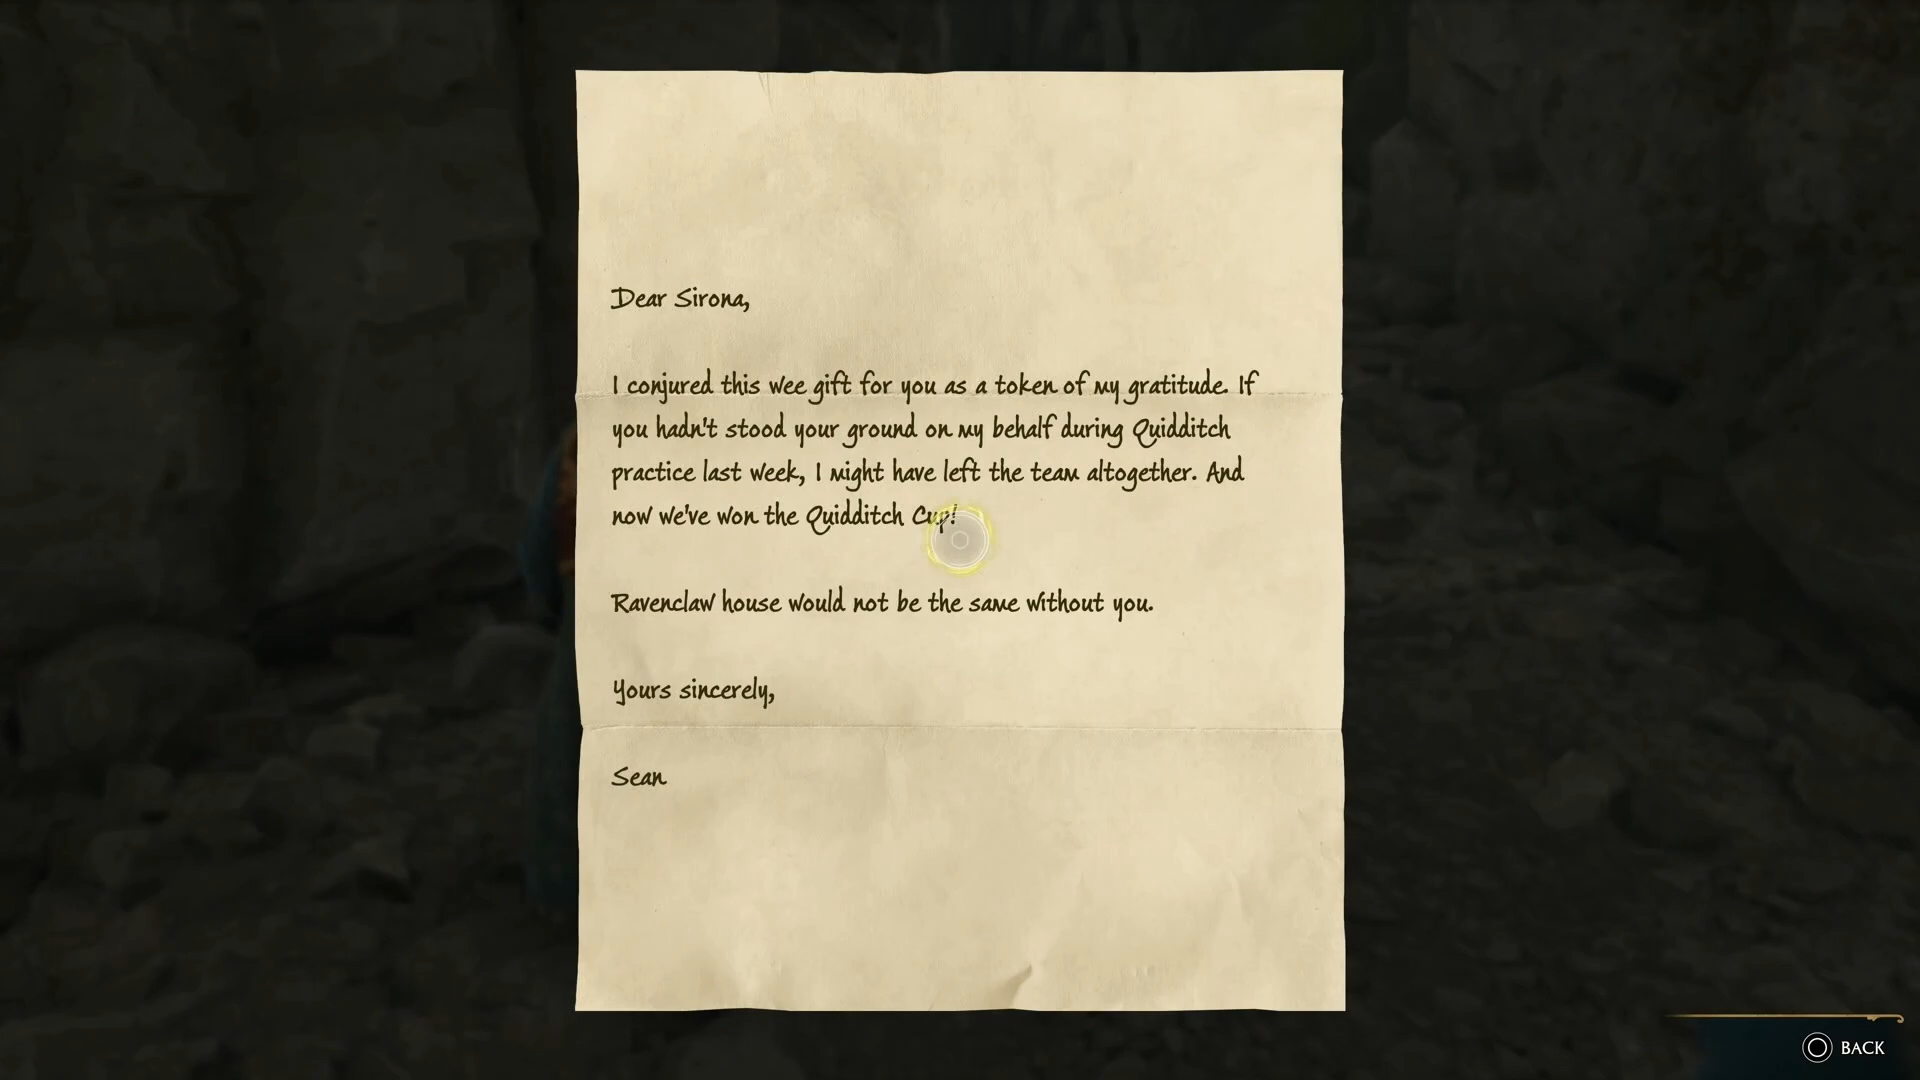 Dear Sirona,
I conjured this wee gift for you as a token of my gratitude. If
you hadn't stood your ground on my behalf during Quidditch
practice last week, I might have left the team altogether. And
now we've won the Quidditch Cup!
Ravenclaw house would not be the same without you.
Yours sincerely,
Sean
BACK